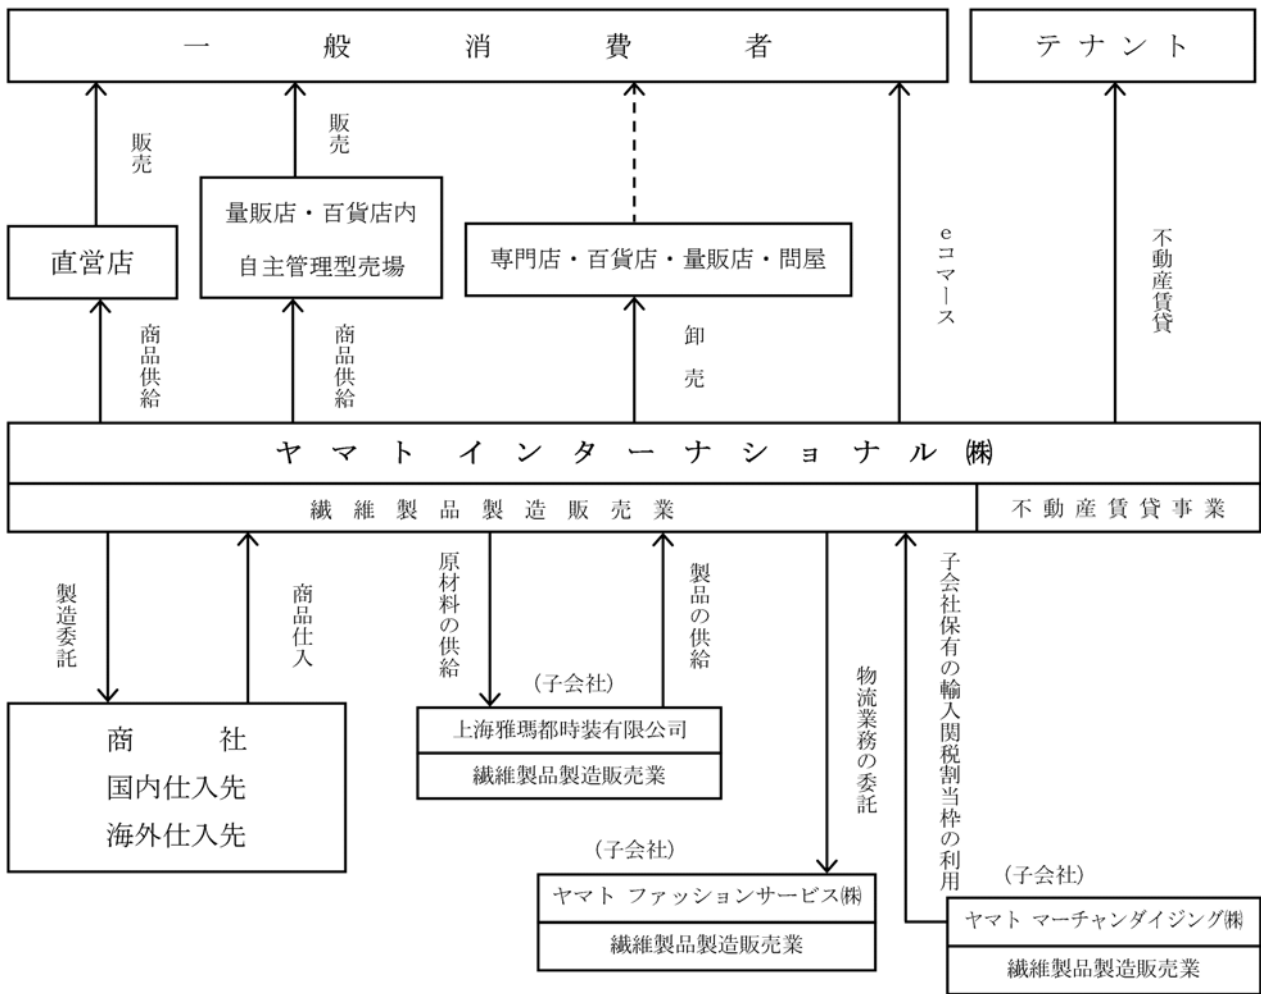 一般消費者
テナント
販売
販売
量販店・百貨店内
自主管理型売場
直営店
専門店・百貨店・量販店・問屋
eコマース
不動産賃貸
商品供給
商品供給
卸売
ヤマトインターナショナル㈱
繊維製品製造販売業
不動産賃貸事業
製造委託
商品仕入
原材料の供給
製品の供給
物流業務の委託
子会社保有の輸入関税割当枠の利用
商社
国内仕入先
海外仕入先
(子会社)
上海雅瑪都時装有限公司
繊維製品製造販売業
(子会社)
ヤマト ファッションサービス㈱
繊維製品製造販売業
(子会社)
ヤマト マーチャンダイジング㈱
繊維製品製造販売業